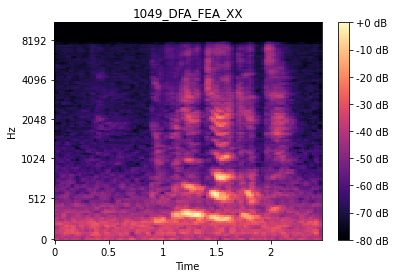 1049_DFA_FEA_XX
8192
4096
2048
1024
512
0
Hz
0
0.5
1
1.5
2
Time
+0 dB
-10 dB
-20 dB
-30 dB
-40 dB
-50 dB
-60 dB
-70 dB
-80 dB